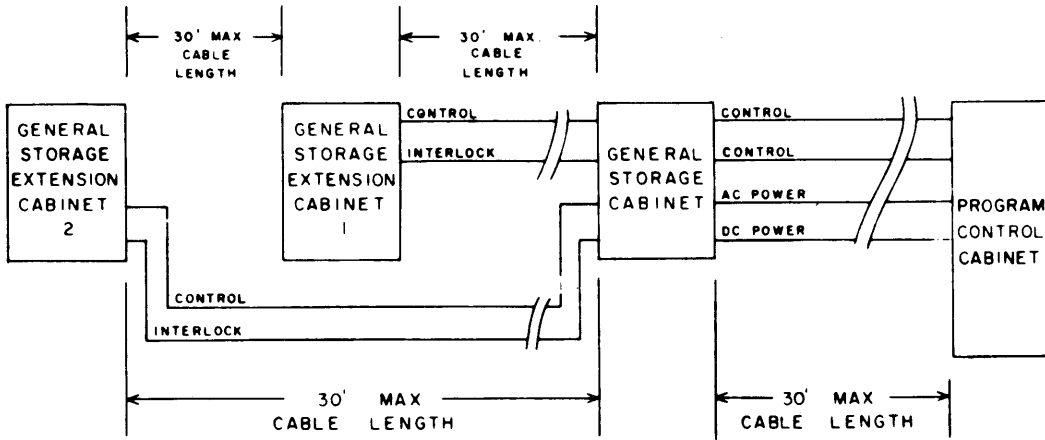 30' MAX
CABLE
LENGTH
30' MAX.
CABLE
LENGTH
GENERAL
STORAGE
EXTENSION
CABINET
2
GENERAL
STORAGE
EXTENSION
CABINET
1
CONTROL
INTERLOCK
GENERAL
STORAGE
CABINET
CONTROL
CONTROL
AC POWER
DC POWER
PROGRAM
CONTROL
CABINET
CONTROL
INTERLOCK
30' MAX
CABLE LENGTH
30' MAX
CABLE LENGTH